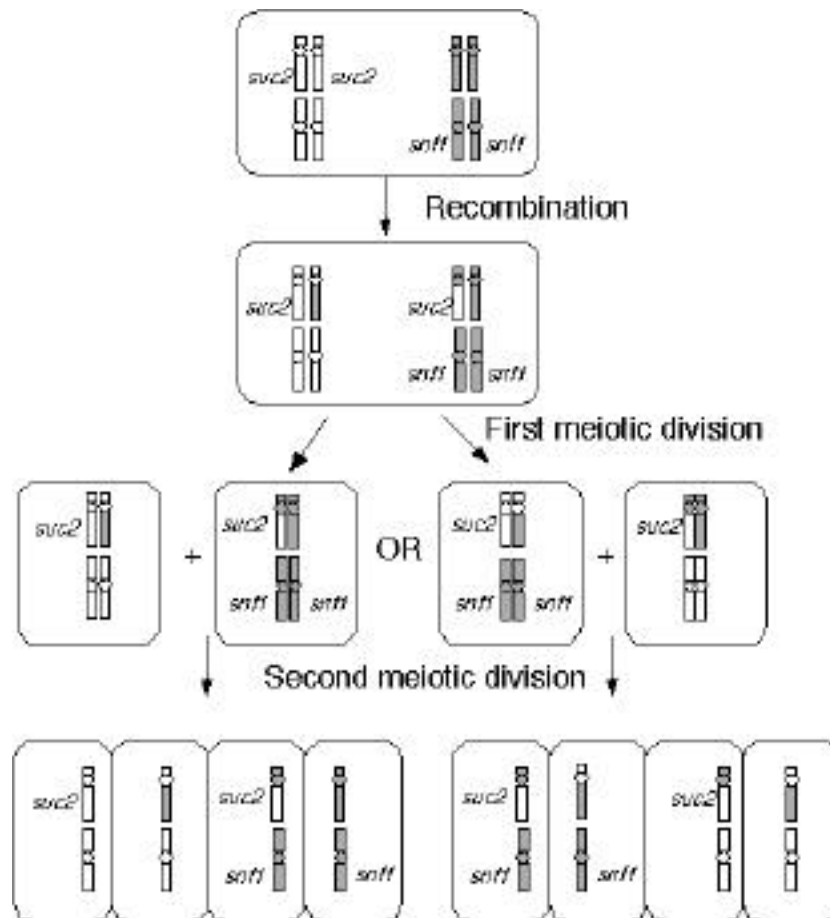 suc2 suc2
snf1 snf1
Recombination
suc2 suc2
snf1 snf1
First meiotic division
suc2 + suc2 OR suc2 + suc2
snf1 snf1 snf1 snf1
Second meiotic division
suc2 suc2 suc2 suc2
snf1 snf1 snf1 snf1